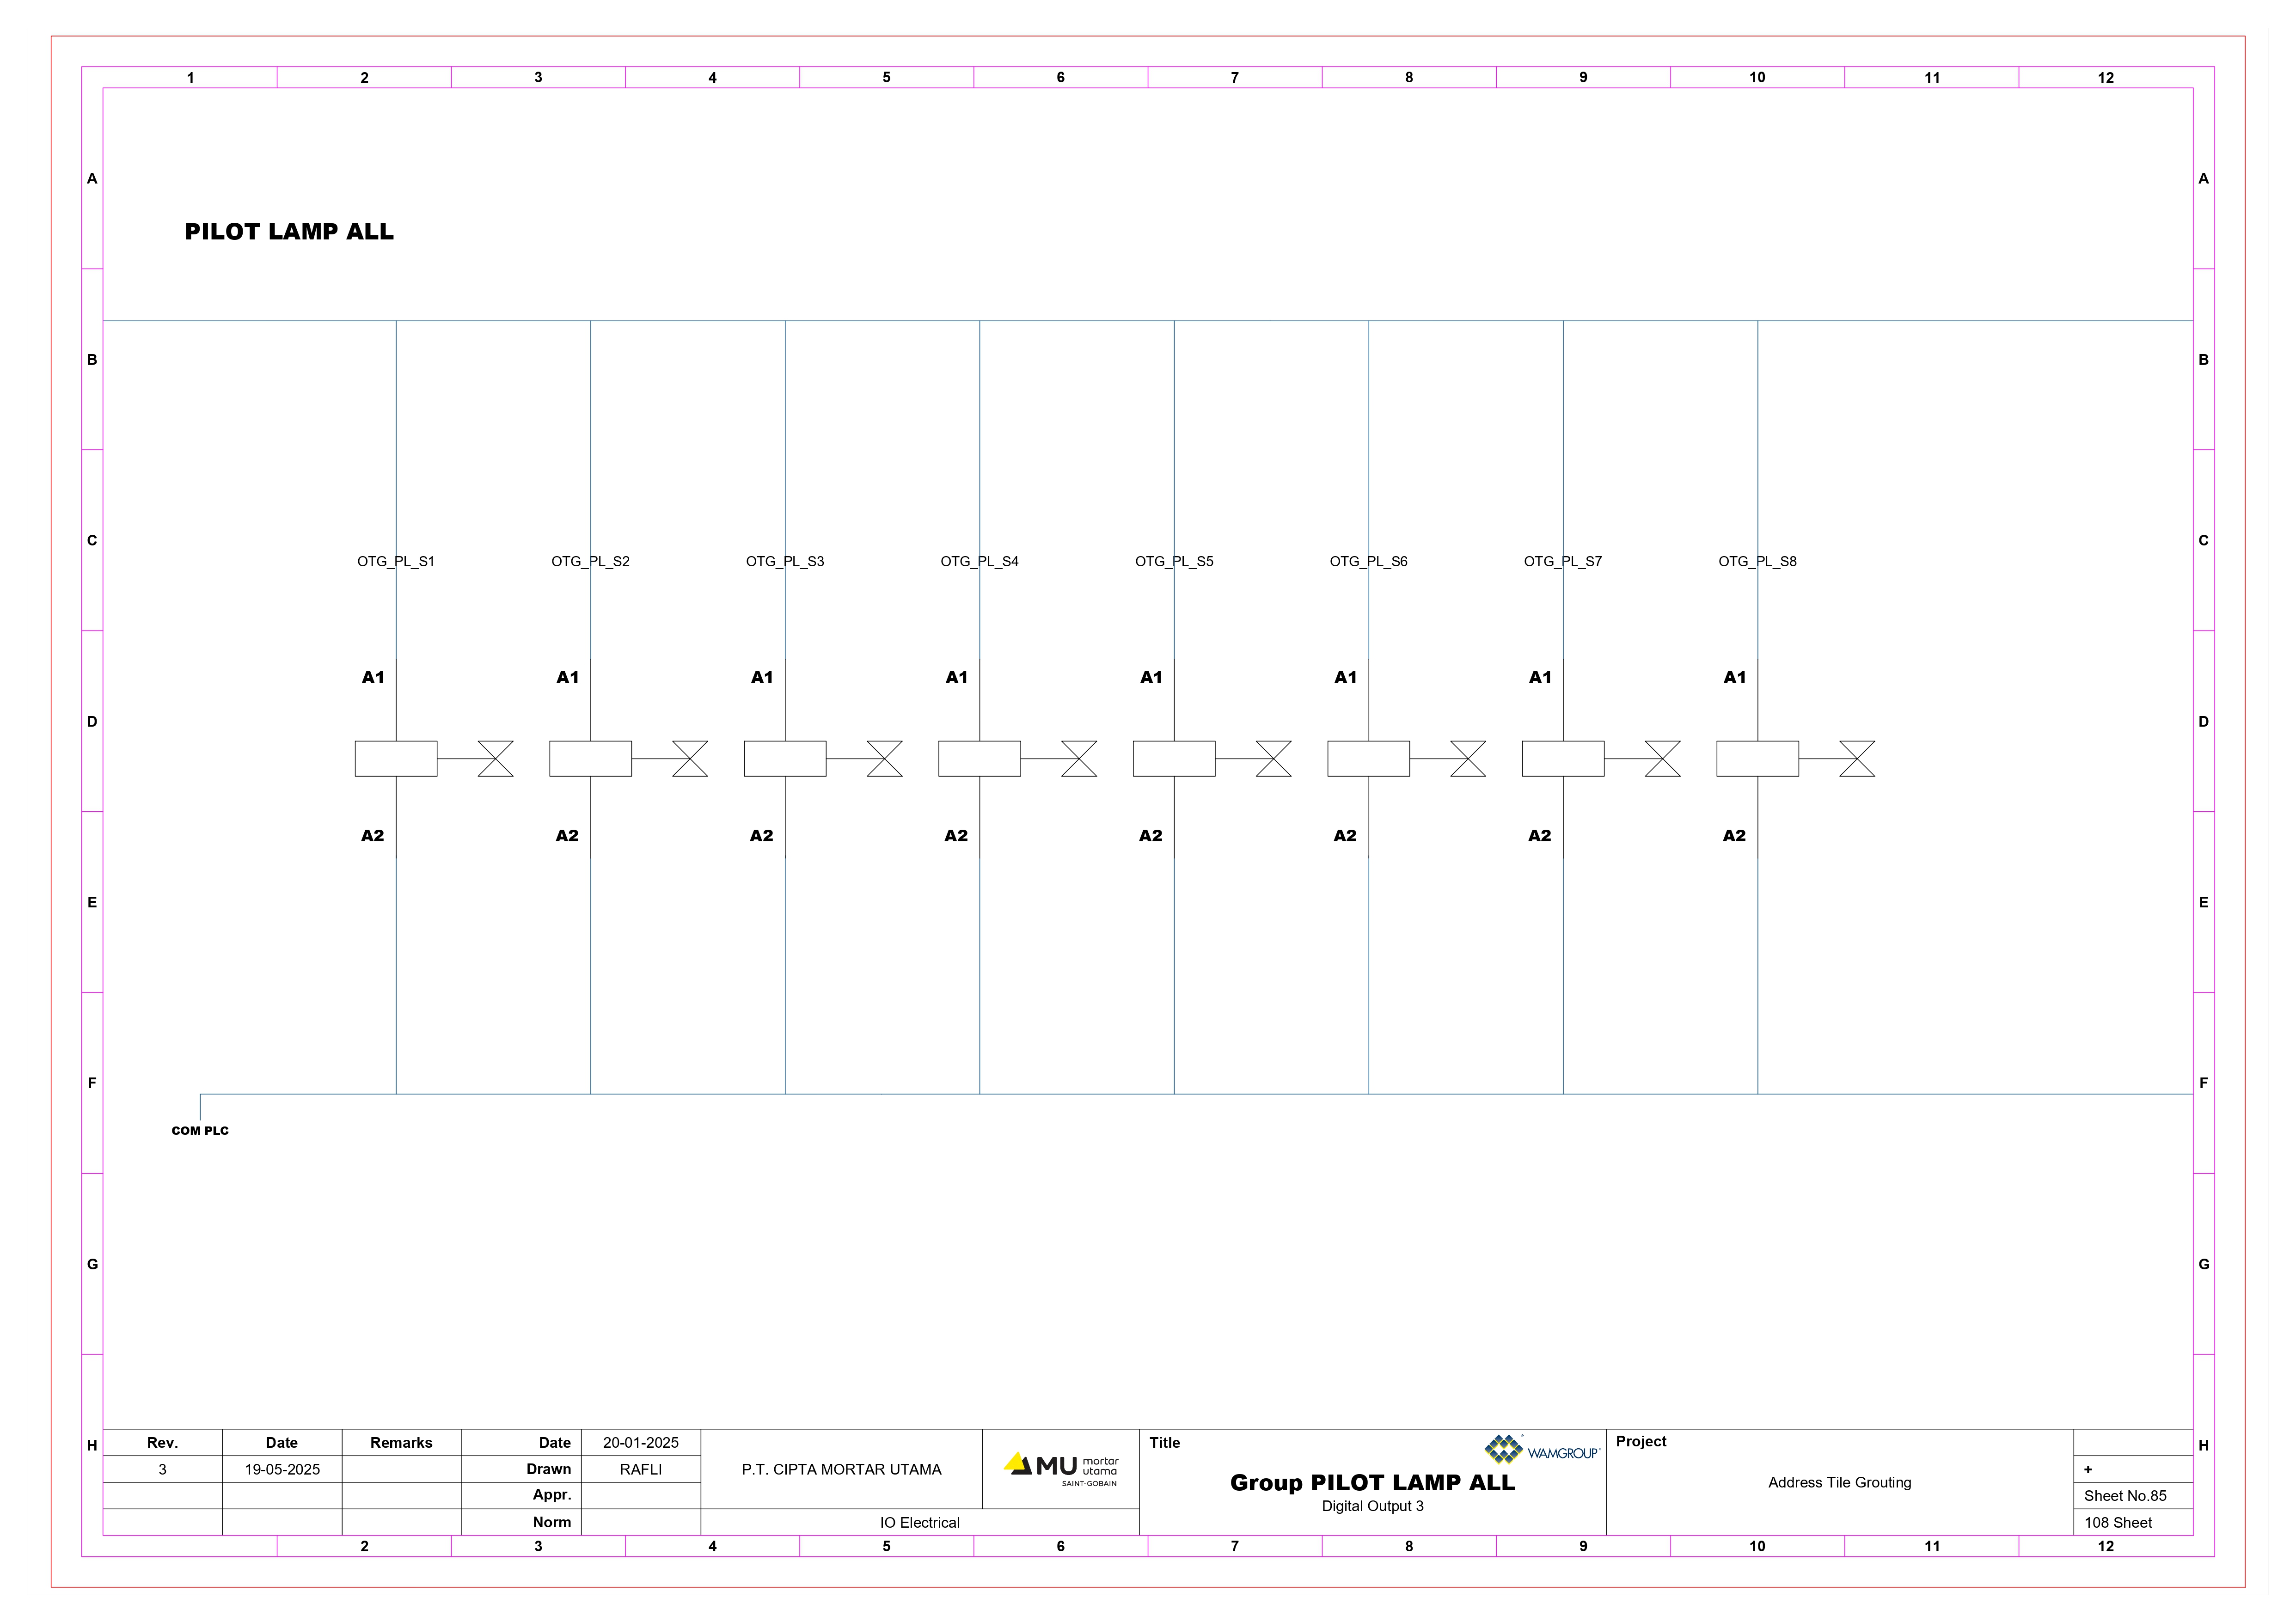 1 2 3 4 5 6 7 8 9 10 11 12
A A
PILOT LAMP ALL
B B
C C
OTG_PL_S1 OTG_PL_S2 OTG_PL_S3 OTG_PL_S4 OTG_PL_S5 OTG_PL_S6 OTG_PL_S7 OTG_PL_S8
A1 A1 A1 A1 A1 A1 A1 A1
D D
A2 A2 A2 A2 A2 A2 A2 A2
E E
F F
COM PLC
G G
H H
Rev. Date Remarks
3 19-05-2025
Date 20-01-2025
Drawn RAFLI
Appr.
Norm
P.T. CIPTA MORTAR UTAMA
MU mortar utama
SAINT-GOBAIN
IO Electrical
Title
WAMGROUP
Group PILOT LAMP ALL
Digital Output 3
Project
Address Tile Grouting
+
Sheet No.85
108 Sheet
2 3 4 5 6 7 8 9 10 11 12